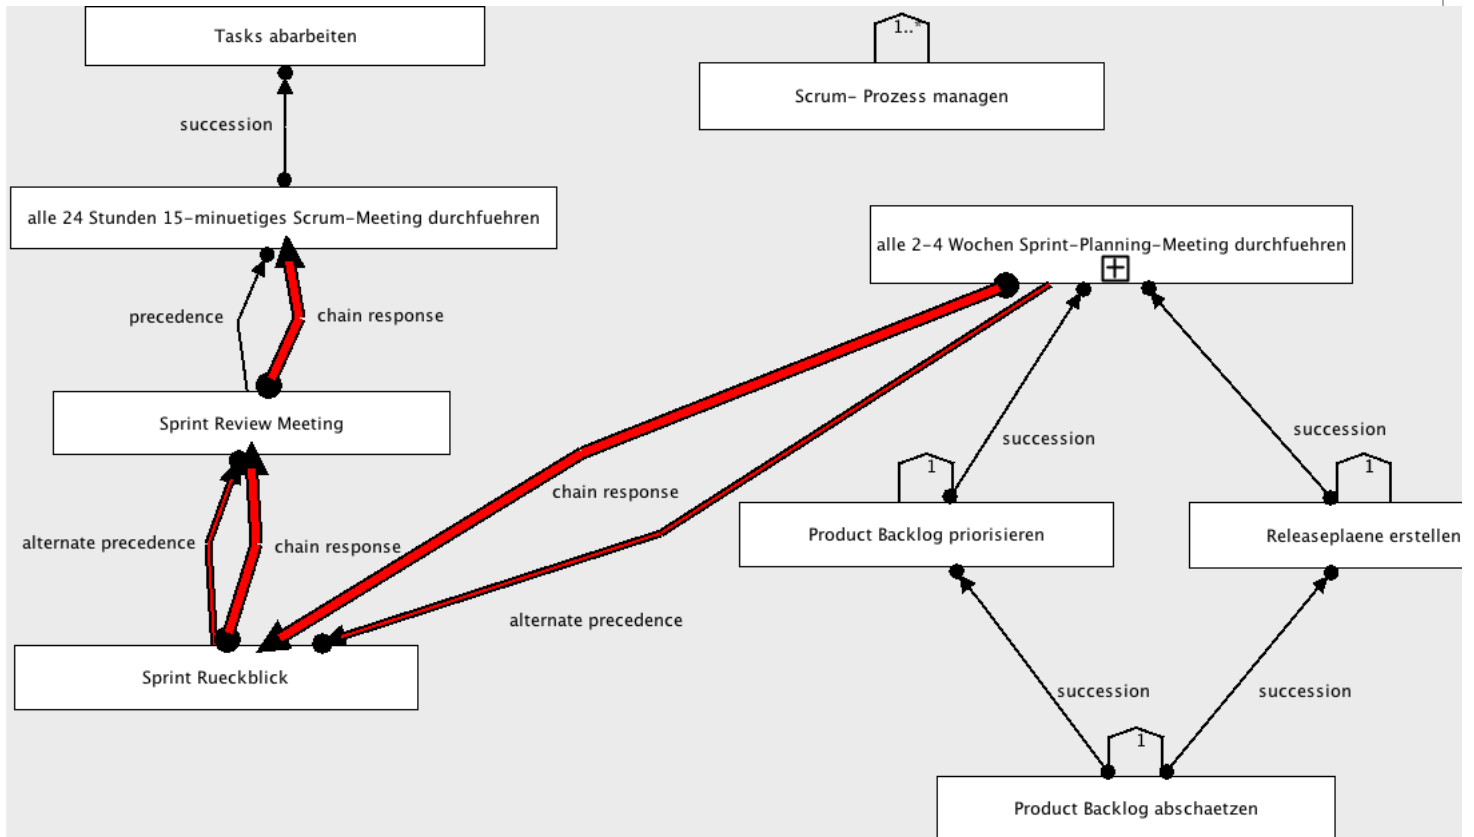 Tasks abarbeiten
1..*
Scrum- Prozess managen
succession
alle 24 Stunden 15-minuetiges Scrum-Meeting durchfuehren
alle 2-4 Wochen Sprint-Planning-Meeting durchfuehren
precedence
chain response
Sprint Review Meeting
succession
succession
1
1
chain response
Product Backlog priorisieren
Releaseplaene erstellen
alternate precedence
chain response
alternate precedence
Sprint Rueckblick
succession
succession
1
Product Backlog abschaetzen